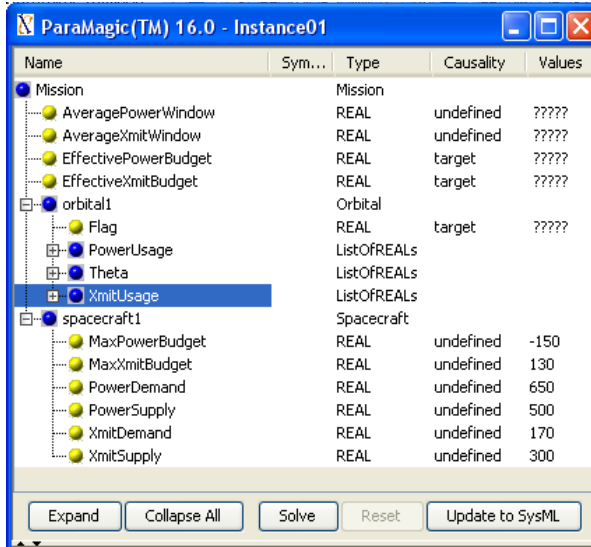 ParaMagic(TM) 16.0 - Instance01
Name Sym... Type Causality Values
Mission Mission
AveragePowerWindow REAL undefined ?????
AverageXmitWindow REAL undefined ?????
EffectivePowerBudget REAL target ?????
EffectiveXmitBudget REAL target ?????
orbital1 Orbital
Flag REAL target ?????
PowerUsage ListOfREALs
Theta ListOfREALs
XmitUsage ListOfREALs
spacecraft1 Spacecraft
MaxPowerBudget REAL undefined -150
MaxXmitBudget REAL undefined 130
PowerDemand REAL undefined 650
PowerSupply REAL undefined 500
XmitDemand REAL undefined 170
XmitSupply REAL undefined 300
Expand Collapse All Solve Reset Update to SysML